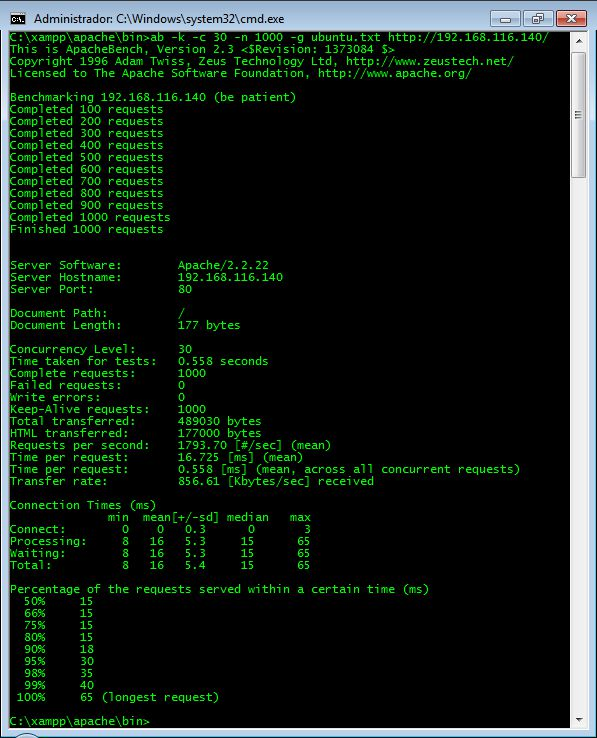 Administrador: C:\Windows\system32\cmd.exe
C:\xampp\apache\bin>ab -k -c 30 -n 1000 -g ubuntu.txt http://192.168.116.140/
This is ApacheBench, Version 2.3 <$Revision: 1373084 $>
Copyright 1996 Adam Twiss, Zeus Technology Ltd, http://www.zeustech.net/
Licensed to The Apache Software Foundation, http://www.apache.org/

Benchmarking 192.168.116.140 (be patient)
Completed 100 requests
Completed 200 requests
Completed 300 requests
Completed 400 requests
Completed 500 requests
Completed 600 requests
Completed 700 requests
Completed 800 requests
Completed 900 requests
Completed 1000 requests
Finished 1000 requests


Server Software:        Apache/2.2.22
Server Hostname:        192.168.116.140
Server Port:            80

Document Path:          /
Document Length:        177 bytes

Concurrency Level:      30
Time taken for tests:   0.558 seconds
Complete requests:      1000
Failed requests:        0
Write errors:           0
Keep-Alive requests:    1000
Total transferred:      489030 bytes
HTML transferred:       177000 bytes
Requests per second:    1793.70 [#/sec] (mean)
Time per request:       16.725 [ms] (mean)
Time per request:       0.558 [ms] (mean, across all concurrent requests)
Transfer rate:          856.61 [Kbytes/sec] received

Connection Times (ms)
              min  mean[+/-sd] median   max
Connect:        0    0   0.3      0       3
Processing:     8   16   5.3     15      65
Waiting:        8   16   5.3     15      65
Total:          8   16   5.4     15      65

Percentage of the requests served within a certain time (ms)
  50%     15
  66%     15
  75%     15
  80%     15
  90%     18
  95%     30
  98%     35
  99%     40
 100%     65 (longest request)

C:\xampp\apache\bin>